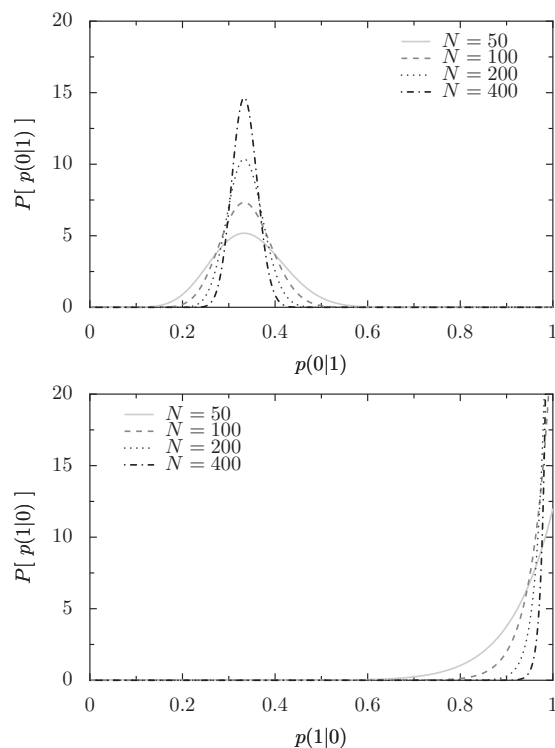 20
15
10
5
0
P[ p(0|1) ]
N = 50
N = 100
N = 200
N = 400
0 0.2 0.4 0.6 0.8 1
p(0|1)
20
15
10
5
0
P[ p(1|0) ]
N = 50
N = 100
N = 200
N = 400
0 0.2 0.4 0.6 0.8 1
p(1|0)